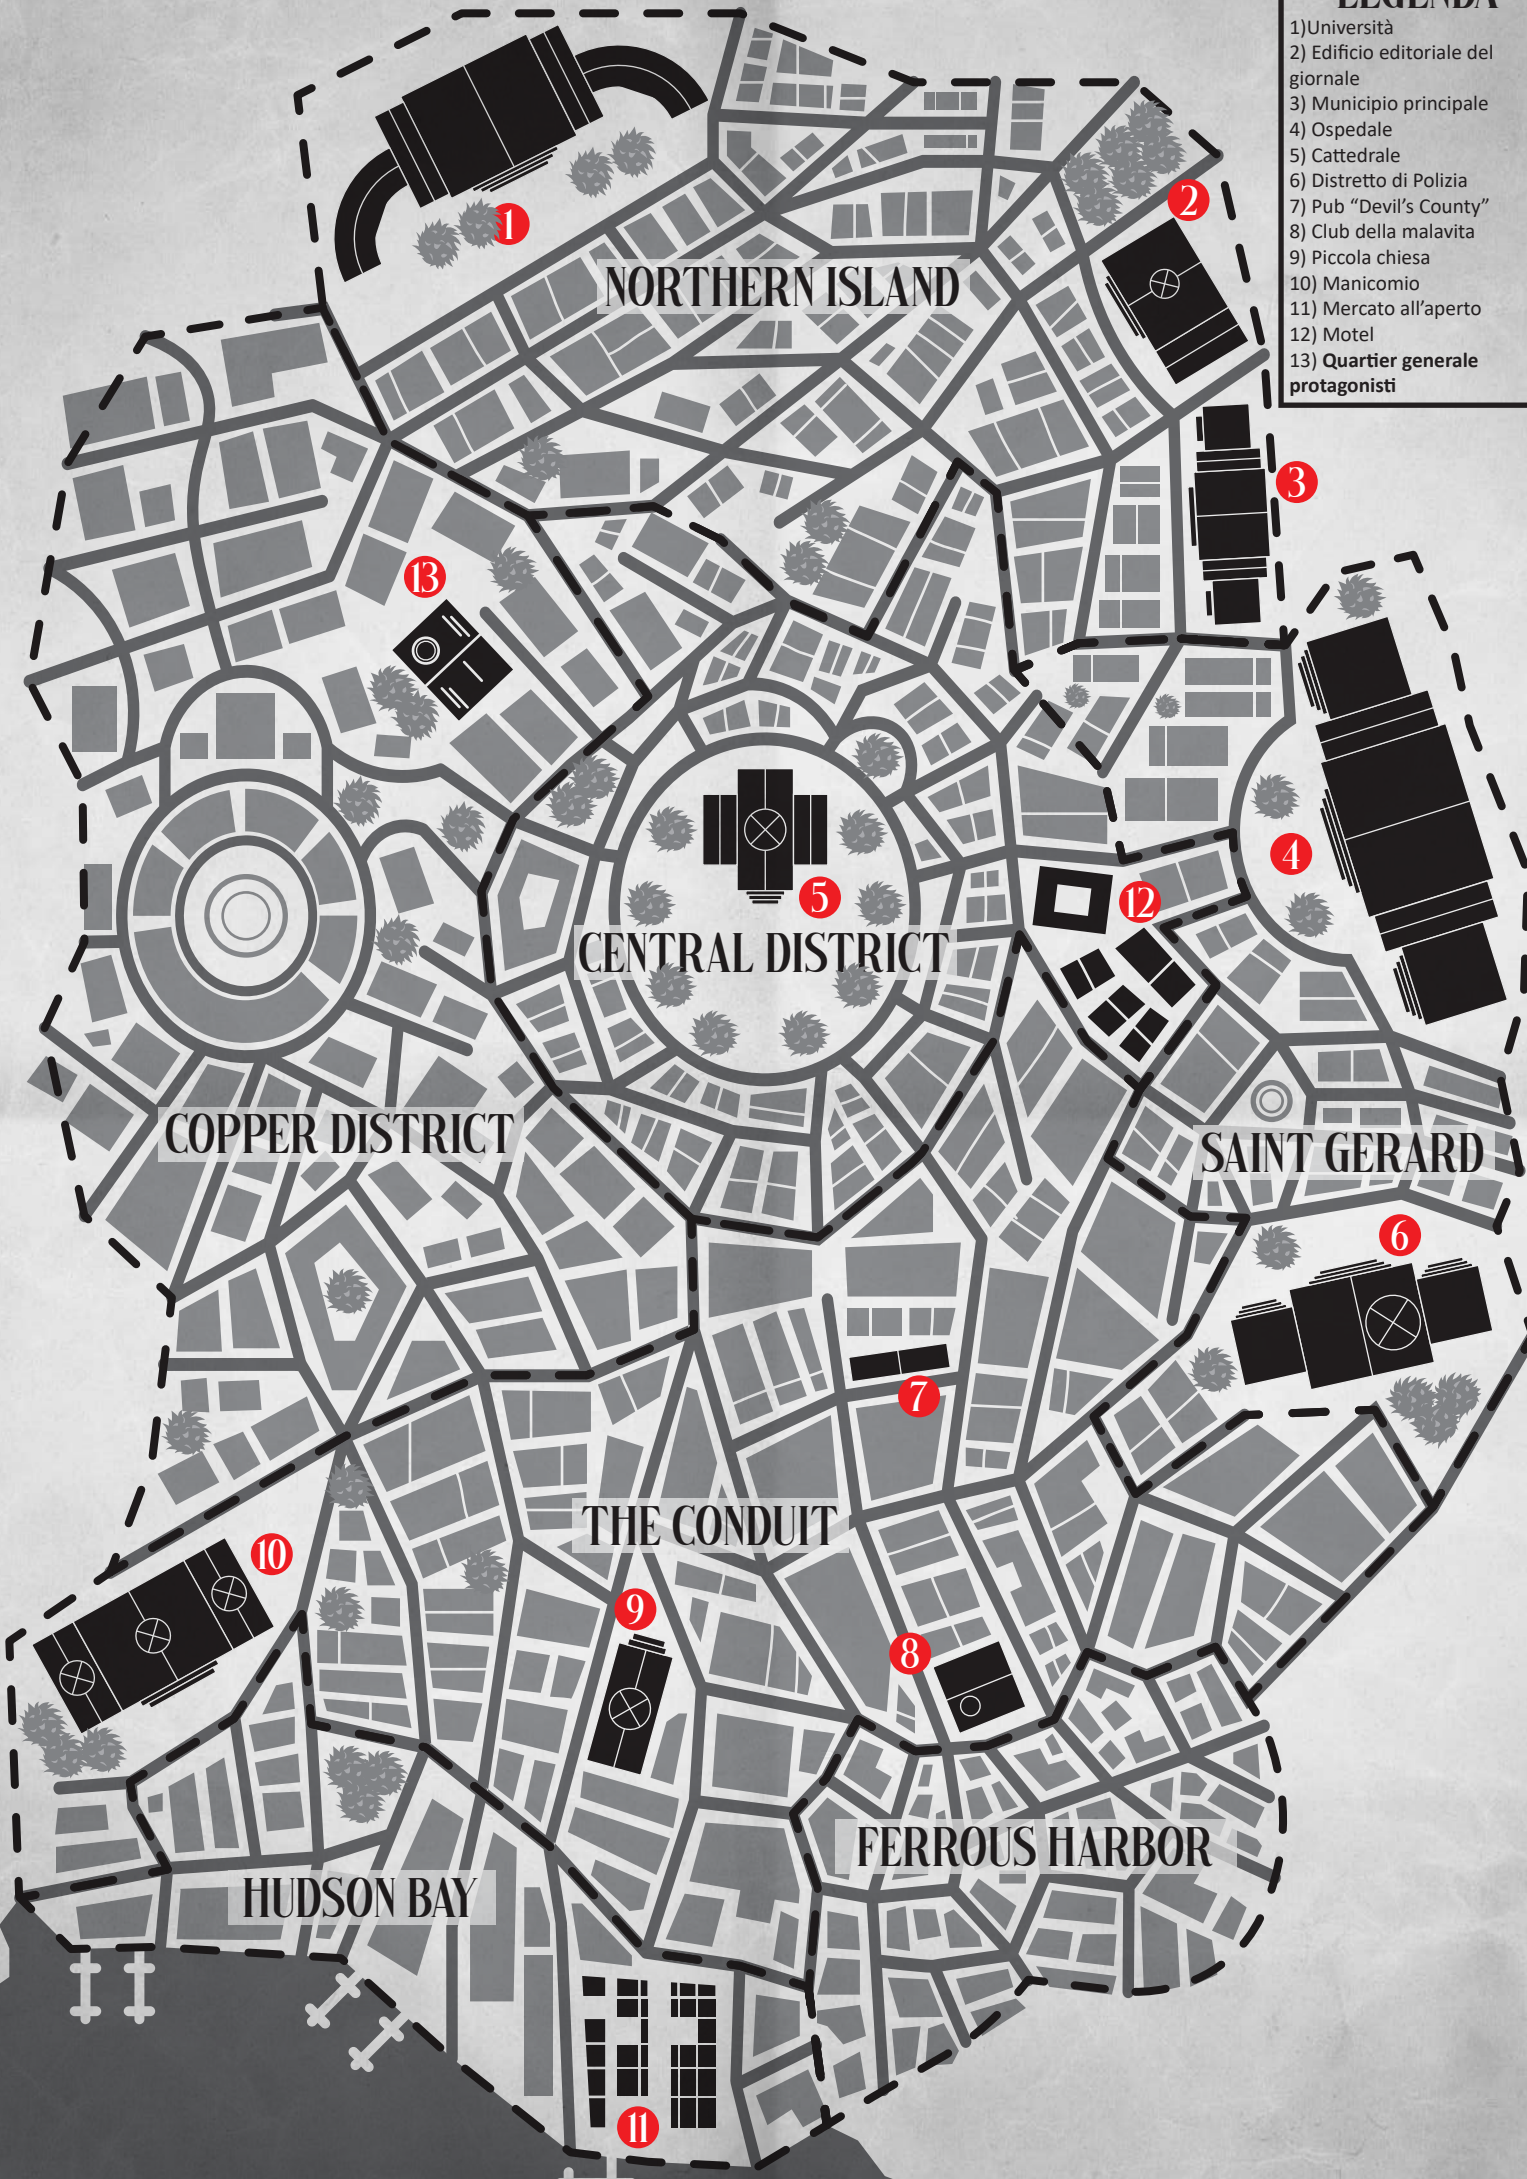 LEGENDA
1)Università
2) Edificio editoriale del
giornale
3) Municipio principale
4) Ospedale
5) Cattedrale
6) Distretto di Polizia
7) Pub “Devil’s County”
8) Club della malavita
9) Piccola chiesa
10) Manicomio
11) Mercato all’aperto
12) Motel
13) Quartier generale
protagonisti
1
2
NORTHERN ISLAND
3
13
4
5
12
CENTRAL DISTRICT
COPPER DISTRICT
SAINT GERARD
6
7
THE CONDUIT
10
9
8
FERROUS HARBOR
HUDSON BAY
11